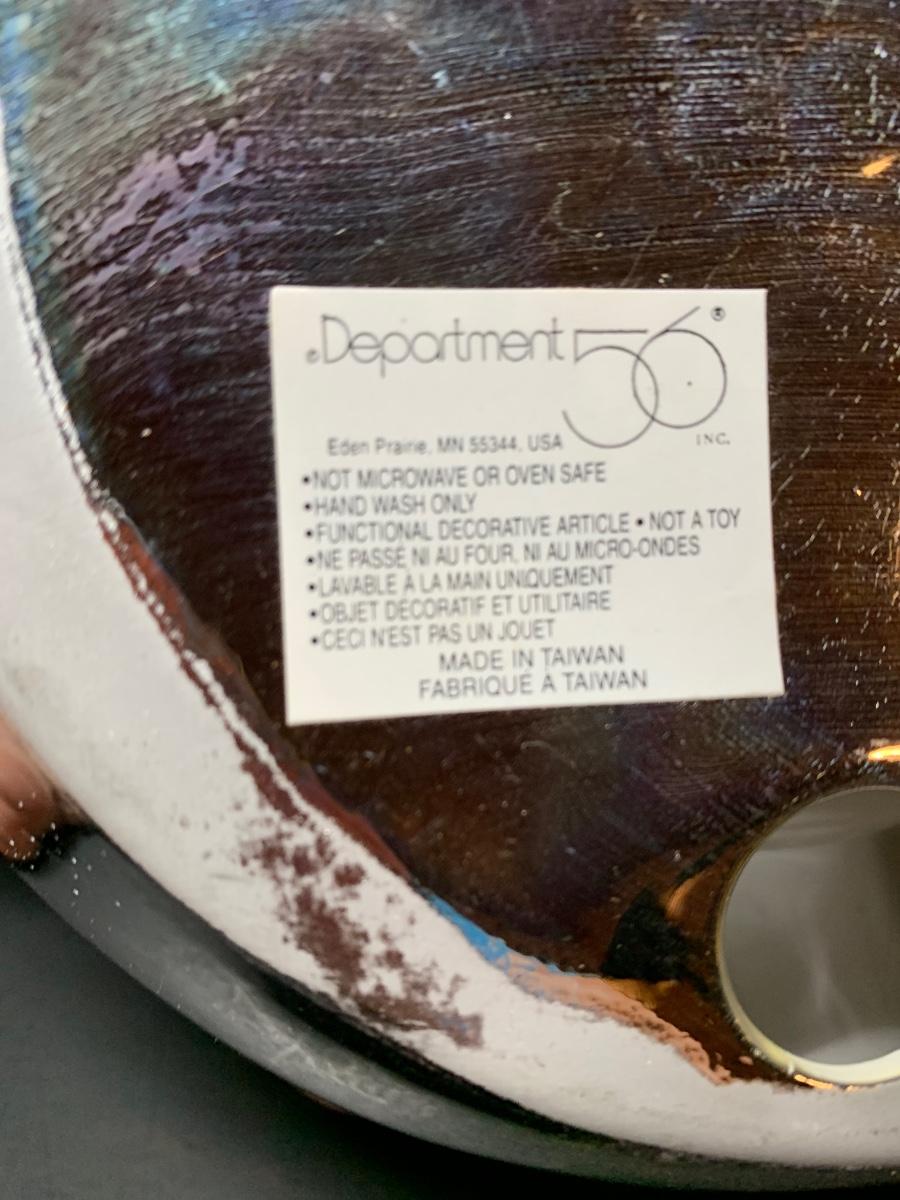 ©Department 56®
INC.
Eden Prairie, MN 55344, USA
•NOT MICROWAVE OR OVEN SAFE
•HAND WASH ONLY
•FUNCTIONAL DECORATIVE ARTICLE • NOT A TOY
•NE PASSE NI AU FOUR, NI AU MICRO-ONDES
•LAVABLE À LA MAIN UNIQUEMENT
•OBJET DÉCORATIF ET UTILITAIRE
•CECI N'EST PAS UN JOUET
MADE IN TAIWAN
FABRIQUÉ À TAIWAN